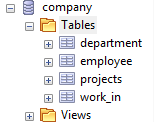 company
Tables
department
employee
projects
work_in
Views